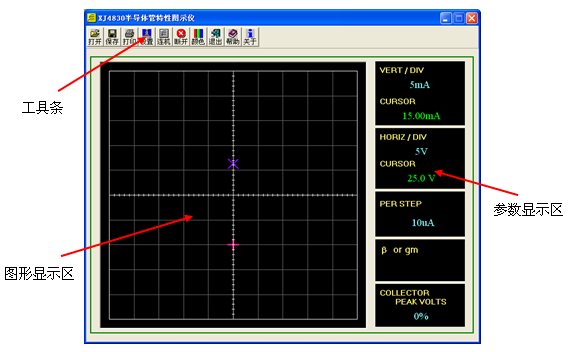 XJ4830半导体管特性图示仪
打开 保存 打印 设置 连机 断开 颜色 退出 帮助 关于
工具条
VERT / DIV
5mA
CURSOR
15.00mA
HORIZ / DIV
5V
CURSOR
25.0 V
参数显示区
PER STEP
10uA
图形显示区
β or gm
COLLECTOR
PEAK VOLTS
0%